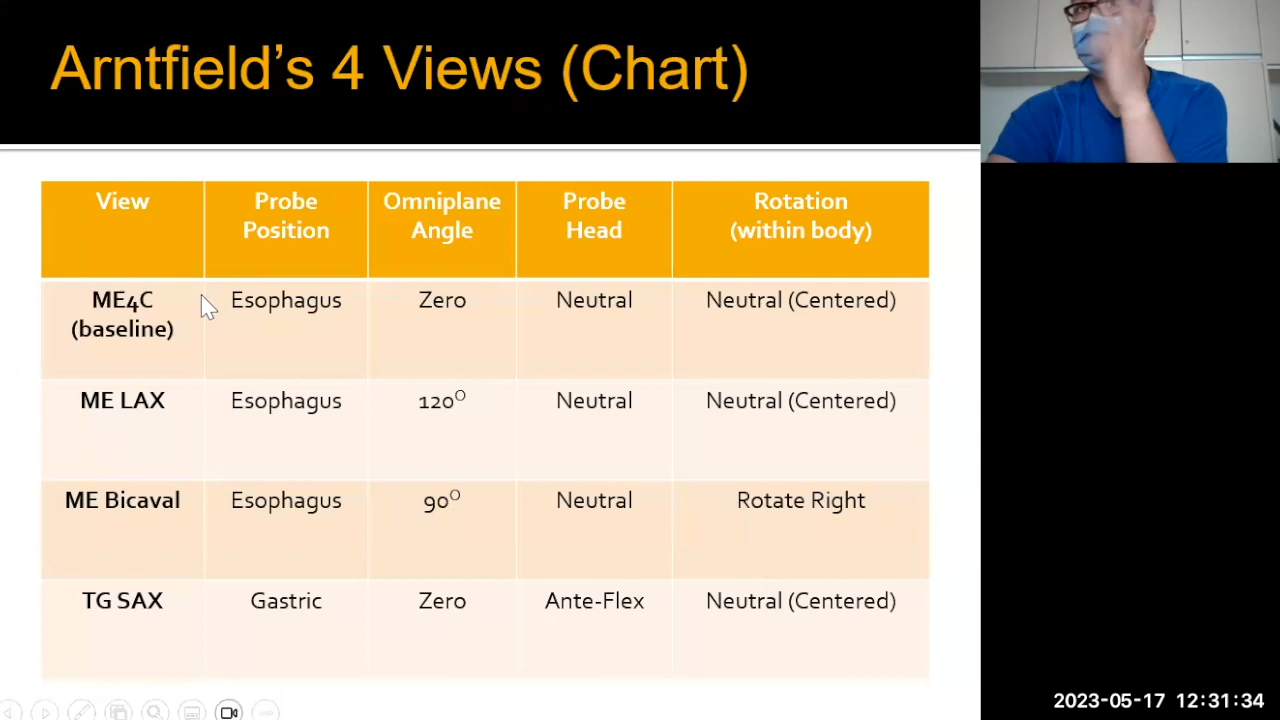 Arntfield's 4 Views (Chart)
View Probe Position Omniplane Angle Probe Head Rotation (within body)
ME4C (baseline) Esophagus Zero Neutral Neutral (Centered)
ME LAX Esophagus 120° Neutral Neutral (Centered)
ME Bicaval Esophagus 90° Neutral Rotate Right
TG SAX Gastric Zero Ante-Flex Neutral (Centered)
2023-05-17 12:31:34